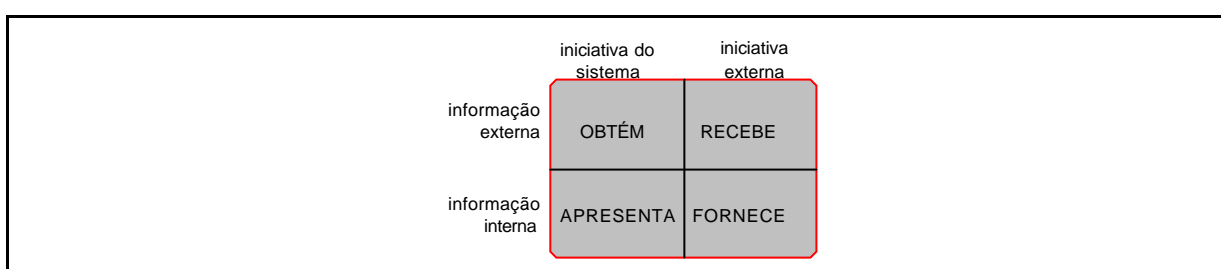 iniciativa do
sistema
iniciativa
externa
informação
externa
OBTÉM
RECEBE
informação
interna
APRESENTA
FORNECE